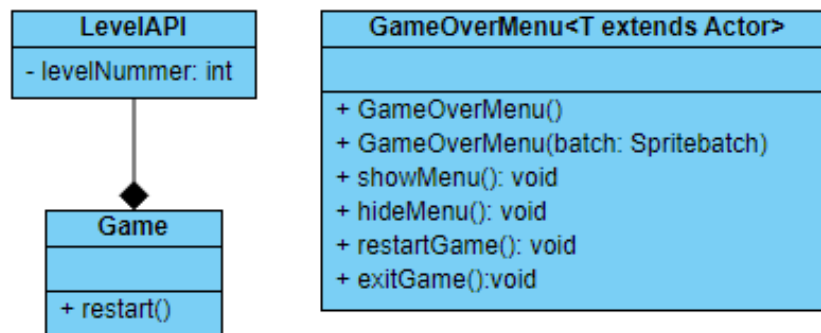 LevelAPI
- levelNummer: int
Game
+ restart()
GameOverMenu<T extends Actor>
+ GameOverMenu()
+ GameOverMenu(batch: Spritebatch)
+ showMenu(): void
+ hideMenu(): void
+ restartGame(): void
+ exitGame():void